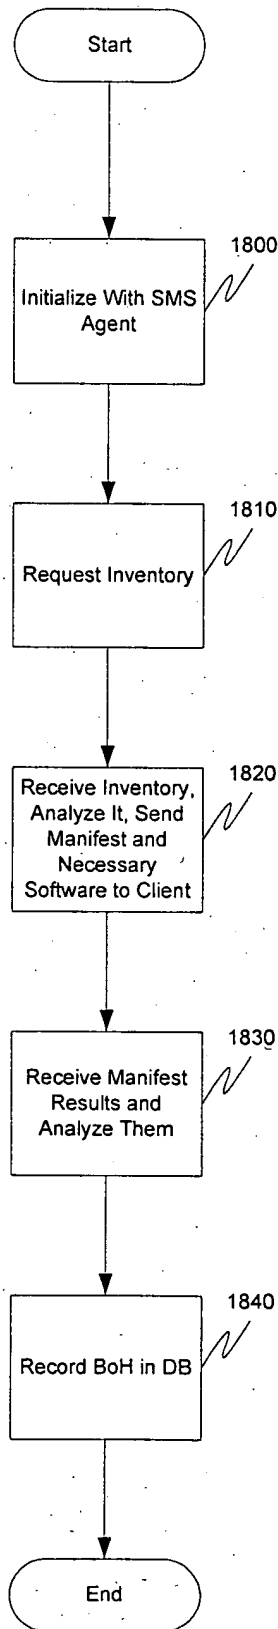 Start
1800
Initialize With SMS
Agent
1810
Request Inventory
1820
Receive Inventory,
Analyze It, Send
Manifest and
Necessary
Software to Client
1830
Receive Manifest
Results and
Analyze Them
1840
Record BoH in DB
End